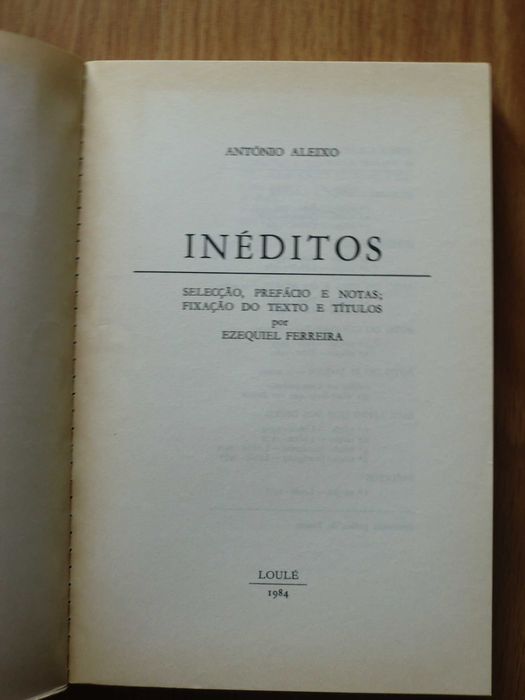 ANTÓNIO ALEIXO
INÉDITOS
SELECÇÃO, PREFÁCIO E NOTAS;
FIXAÇÃO DO TEXTO E TÍTULOS
por
EZEQUIEL FERREIRA
LOULÉ
1984